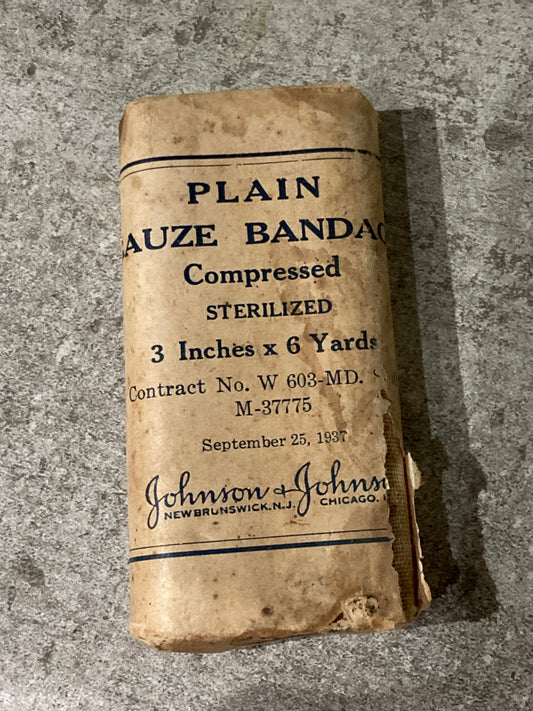 PLAIN
AUZE BANDAG
Compressed
STERILIZED
3 Inches x 6 Yards
Contract No. W 603-MD.
M-37775
September 25, 1937
Johnson & Johns
NEW BRUNSWICK, N.J. CHICAGO, I